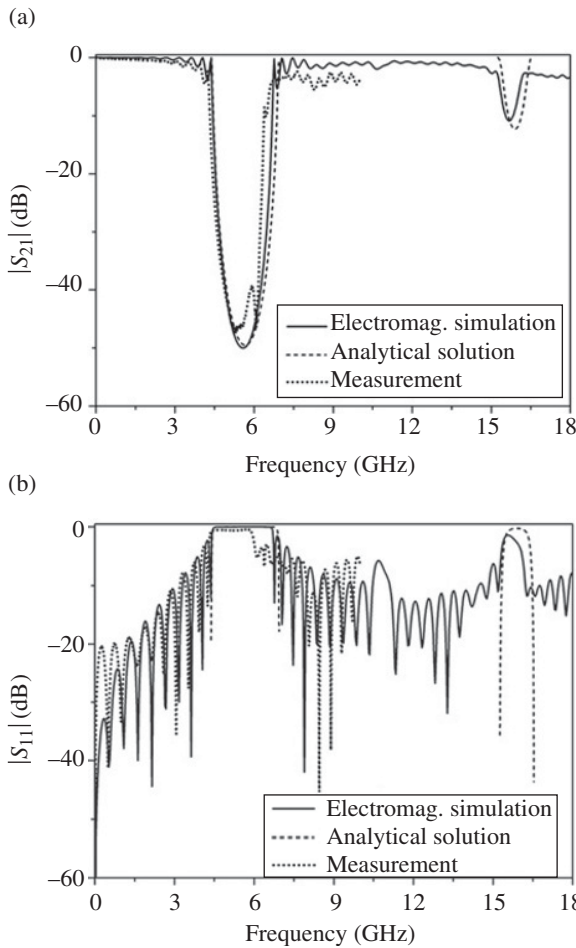 (a)
0
−20
−40
−60
|S21| (dB)
Electromag. simulation
Analytical solution
Measurement
0 3 6 9 12 15 18
Frequency (GHz)
(b)
0
−20
−40
−60
|S11| (dB)
Electromag. simulation
Analytical solution
Measurement
0 3 6 9 12 15 18
Frequency (GHz)